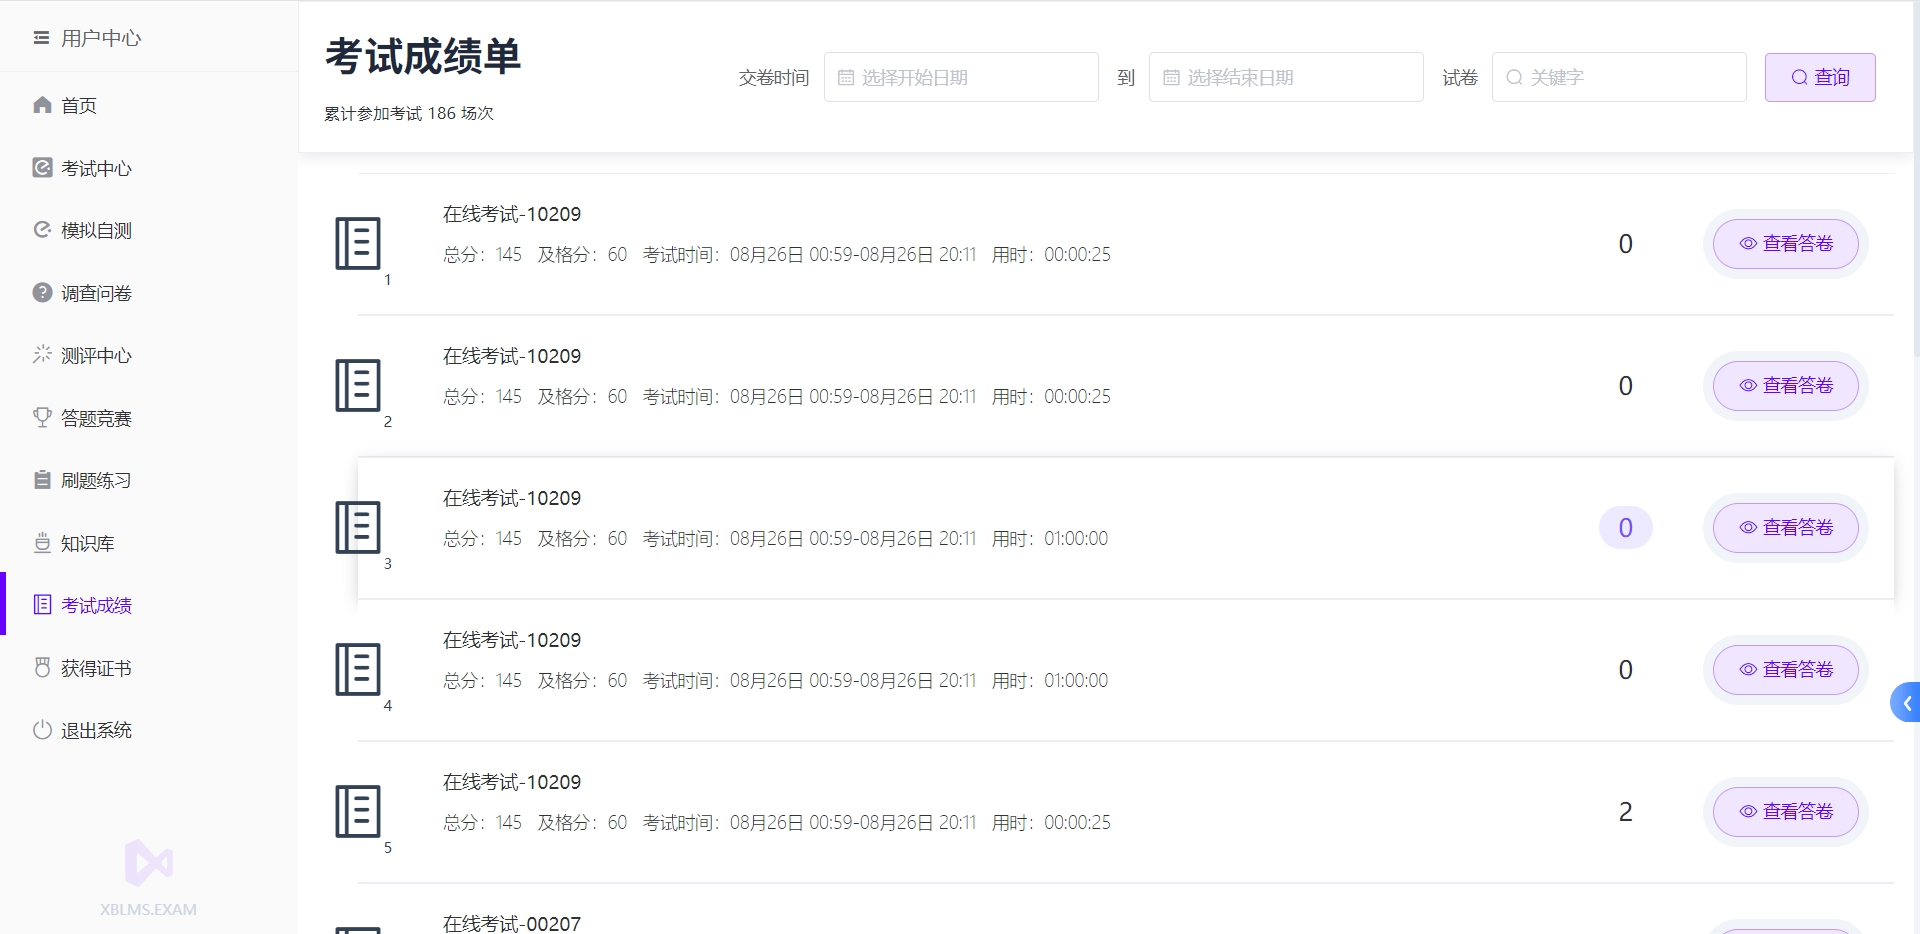 用户中心
首页
考试中心
模拟自测
调查问卷
测评中心
答题竞赛
刷题练习
知识库
考试成绩
获得证书
退出系统
XBLMS.EXAM
考试成绩单
累计参加考试 186 场次
交卷时间 选择开始日期 到 选择结束日期 试卷 关键字 查询
在线考试-10209
总分：145 及格分：60 考试时间：08月26日 00:59-08月26日 20:11 用时：00:00:25
1
0
查看答卷
在线考试-10209
总分：145 及格分：60 考试时间：08月26日 00:59-08月26日 20:11 用时：00:00:25
2
0
查看答卷
在线考试-10209
总分：145 及格分：60 考试时间：08月26日 00:59-08月26日 20:11 用时：01:00:00
3
0
查看答卷
在线考试-10209
总分：145 及格分：60 考试时间：08月26日 00:59-08月26日 20:11 用时：01:00:00
4
0
查看答卷
在线考试-10209
总分：145 及格分：60 考试时间：08月26日 00:59-08月26日 20:11 用时：00:00:25
5
2
查看答卷
在线考试-00207